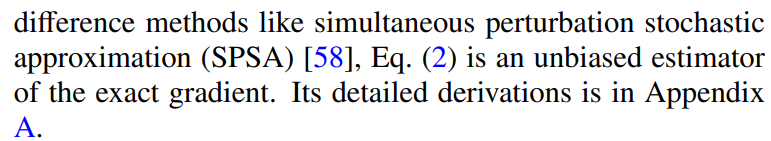 difference methods like simultaneous perturbation stochastic
approximation (SPSA) [58], Eq. (2) is an unbiased estimator
of the exact gradient. Its detailed derivations is in Appendix
A.